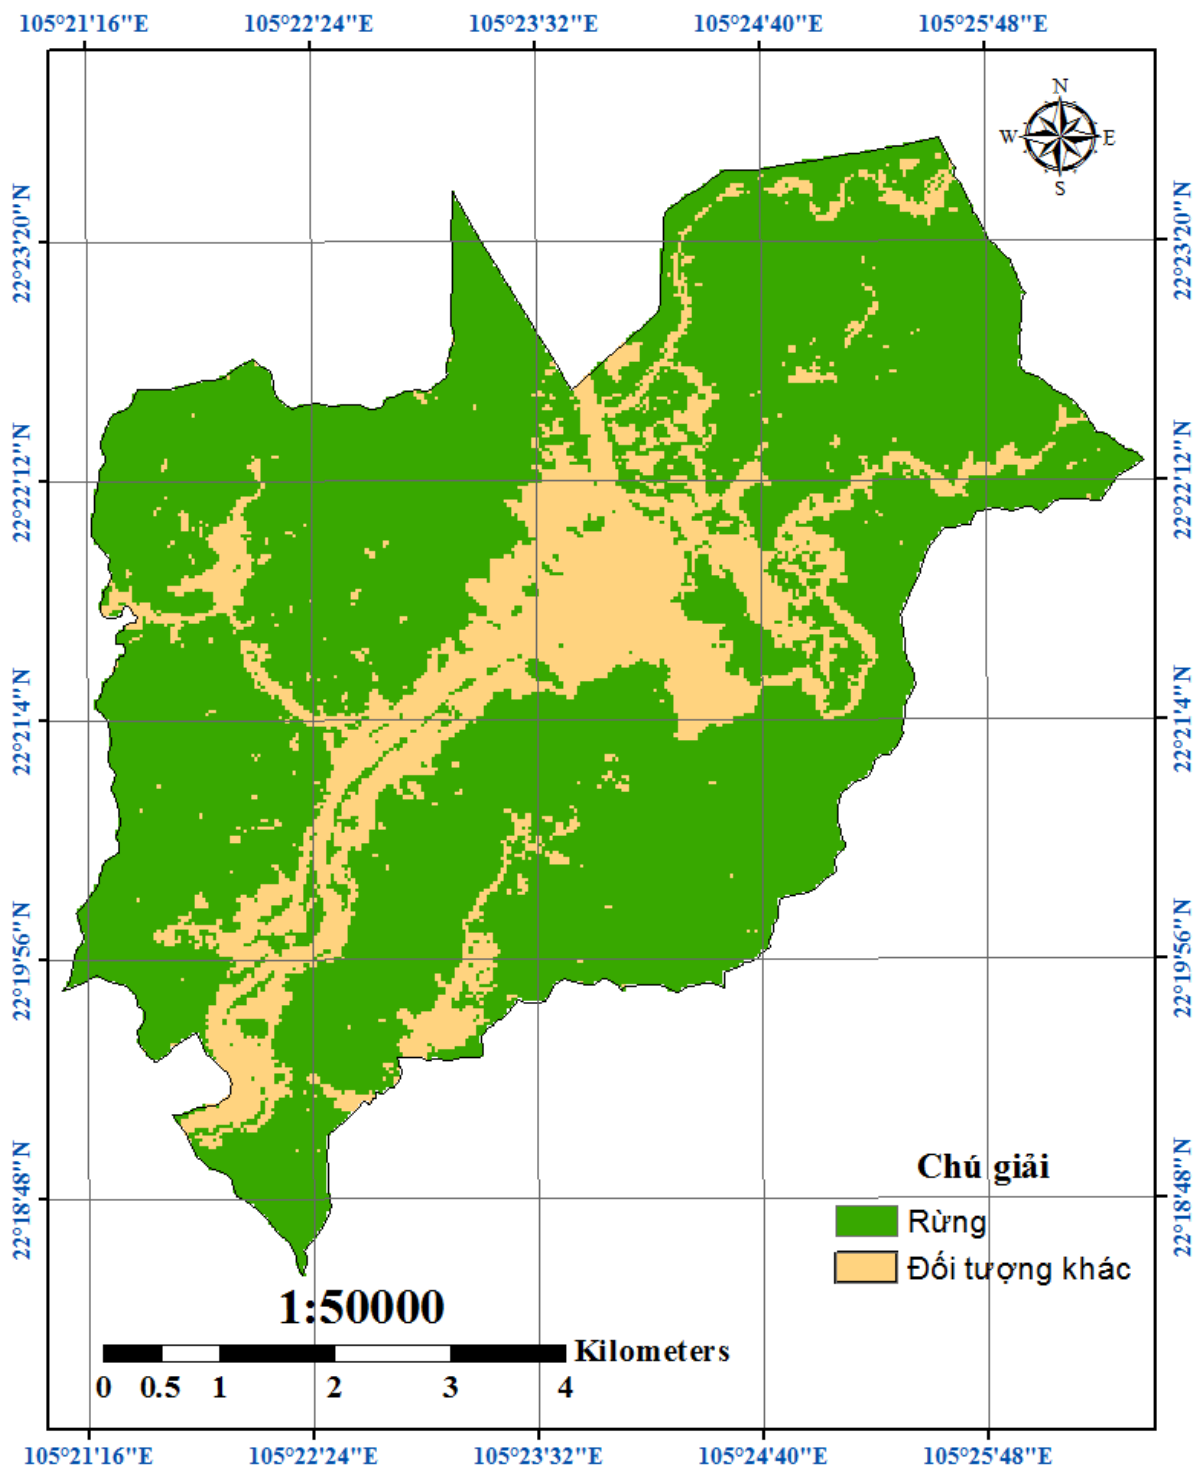 105°21'16"E 105°22'24"E 105°23'32"E 105°24'40"E 105°25'48"E
N
W E
S
22°23'20"N 22°23'20"N
22°22'12"N 22°22'12"N
22°21'4"N 22°21'4"N
22°19'56"N 22°19'56"N
22°18'48"N 22°18'48"N
Chú giải
Rừng
Đối tượng khác
1:50000
Kilometers
0 0.5 1 2 3 4
105°21'16"E 105°22'24"E 105°23'32"E 105°24'40"E 105°25'48"E